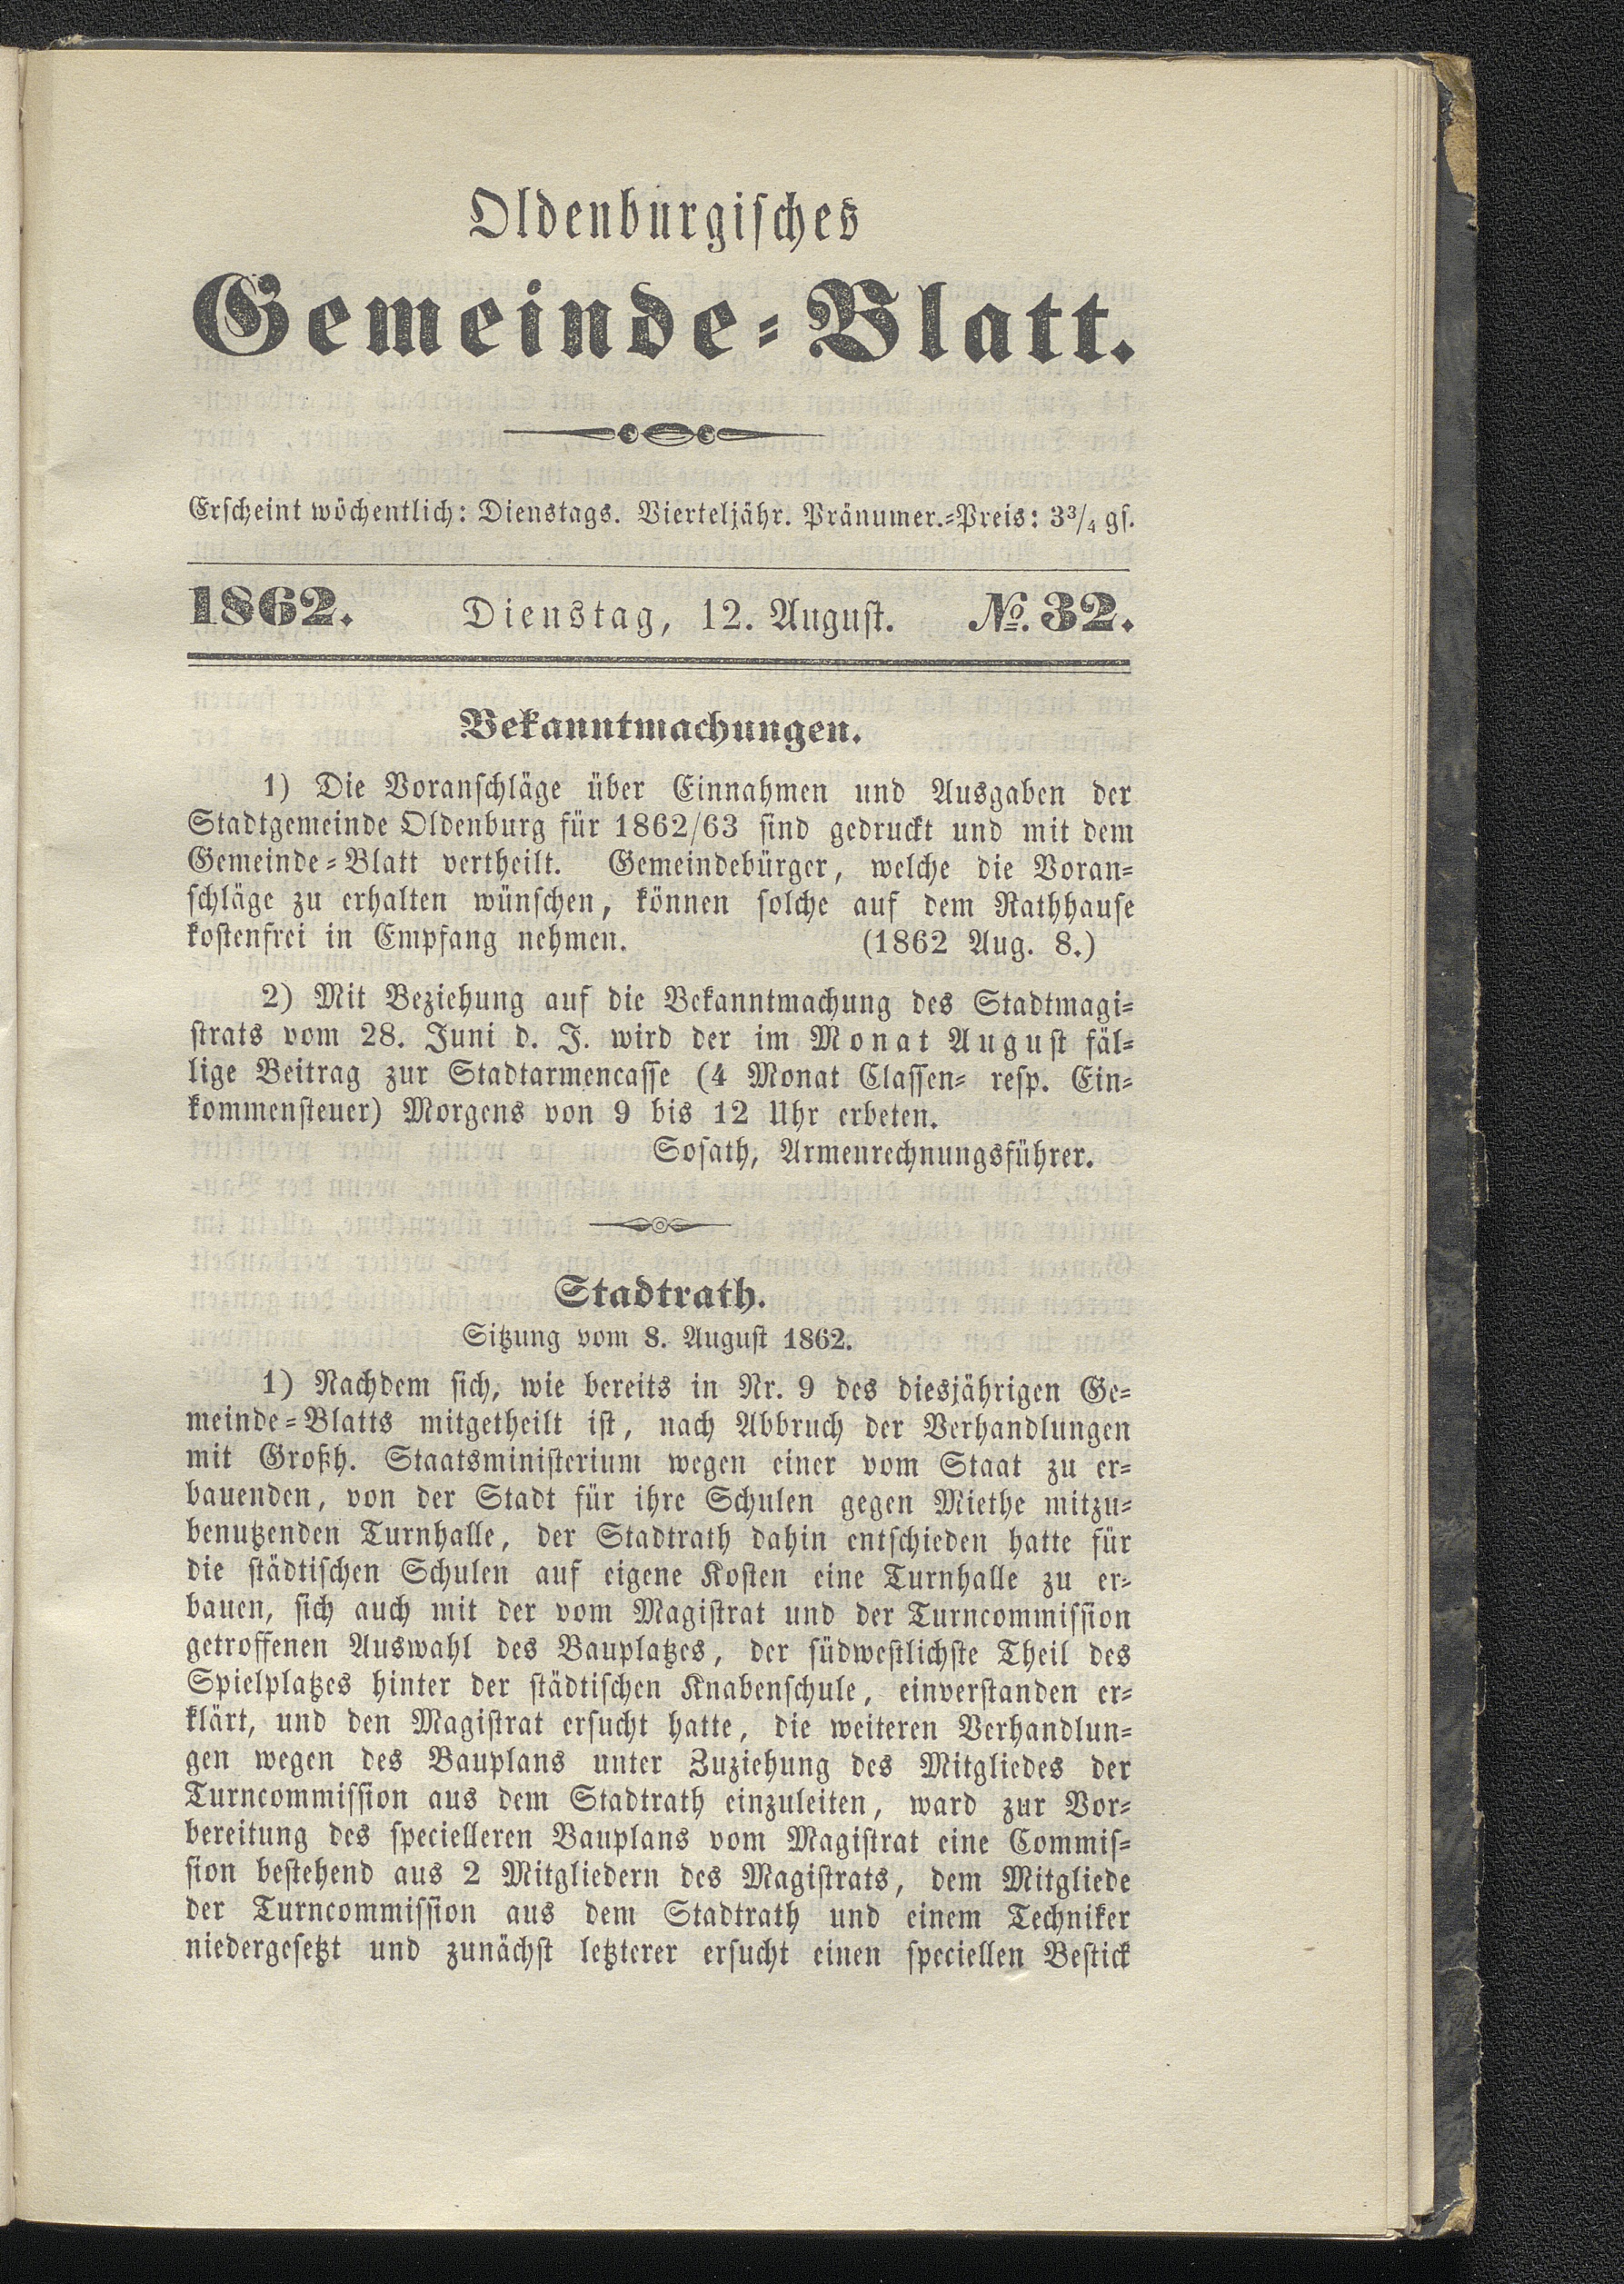 Oldenburgisches
Gemeinde-Blatt.
Erscheint wöchentlich: Dienstags. Vierteljähr. Pränumer.-Preis: 3 3/4 gs.
1862. Dienstag, 12. August. No. 32.
Bekanntmachungen.
1) Die Voranschläge über Einnahmen und Ausgaben der
Stadtgemeinde Oldenburg für 1862/63 sind gedruckt und mit dem
Gemeinde-Blatt vertheilt. Gemeindebürger, welche die Voran-
schläge zu erhalten wünschen, können solche auf dem Rathhause
kostenfrei in Empfang nehmen. (1862 Aug. 8.)
2) Mit Beziehung auf die Bekanntmachung des Stadtmagi-
strats vom 28. Juni d. J. wird der im Monat August fäl-
lige Beitrag zur Stadtarmencasse (4 Monat Classen- resp. Ein-
kommensteuer) Morgens von 9 bis 12 Uhr erbeten.
Sosath, Armenrechnungsführer.
Stadtrath.
Sitzung vom 8. August 1862.
1) Nachdem sich, wie bereits in Nr. 9 des diesjährigen Ge-
meinde-Blatts mitgetheilt ist, nach Abbruch der Verhandlungen
mit Großh. Staatsministerium wegen einer vom Staat zu er-
bauenden, von der Stadt für ihre Schulen gegen Miethe mitzu-
benutzenden Turnhalle, der Stadtrath dahin entschieden hatte für
die städtischen Schulen auf eigene Kosten eine Turnhalle zu er-
bauen, sich auch mit der vom Magistrat und der Turncommission
getroffenen Auswahl des Bauplatzes, der südwestlichste Theil des
Spielplatzes hinter der städtischen Knabenschule, einverstanden er-
klärt, und den Magistrat ersucht hatte, die weiteren Verhandlun-
gen wegen des Bauplans unter Zuziehung des Mitgliedes der
Turncommission aus dem Stadtrath einzuleiten, ward zur Vor-
bereitung des specielleren Bauplans vom Magistrat eine Commis-
sion bestehend aus 2 Mitgliedern des Magistrats, dem Mitgliede
der Turncommission aus dem Stadtrath und einem Techniker
niedergesetzt und zunächst letzterer ersucht einen speciellen Bestick